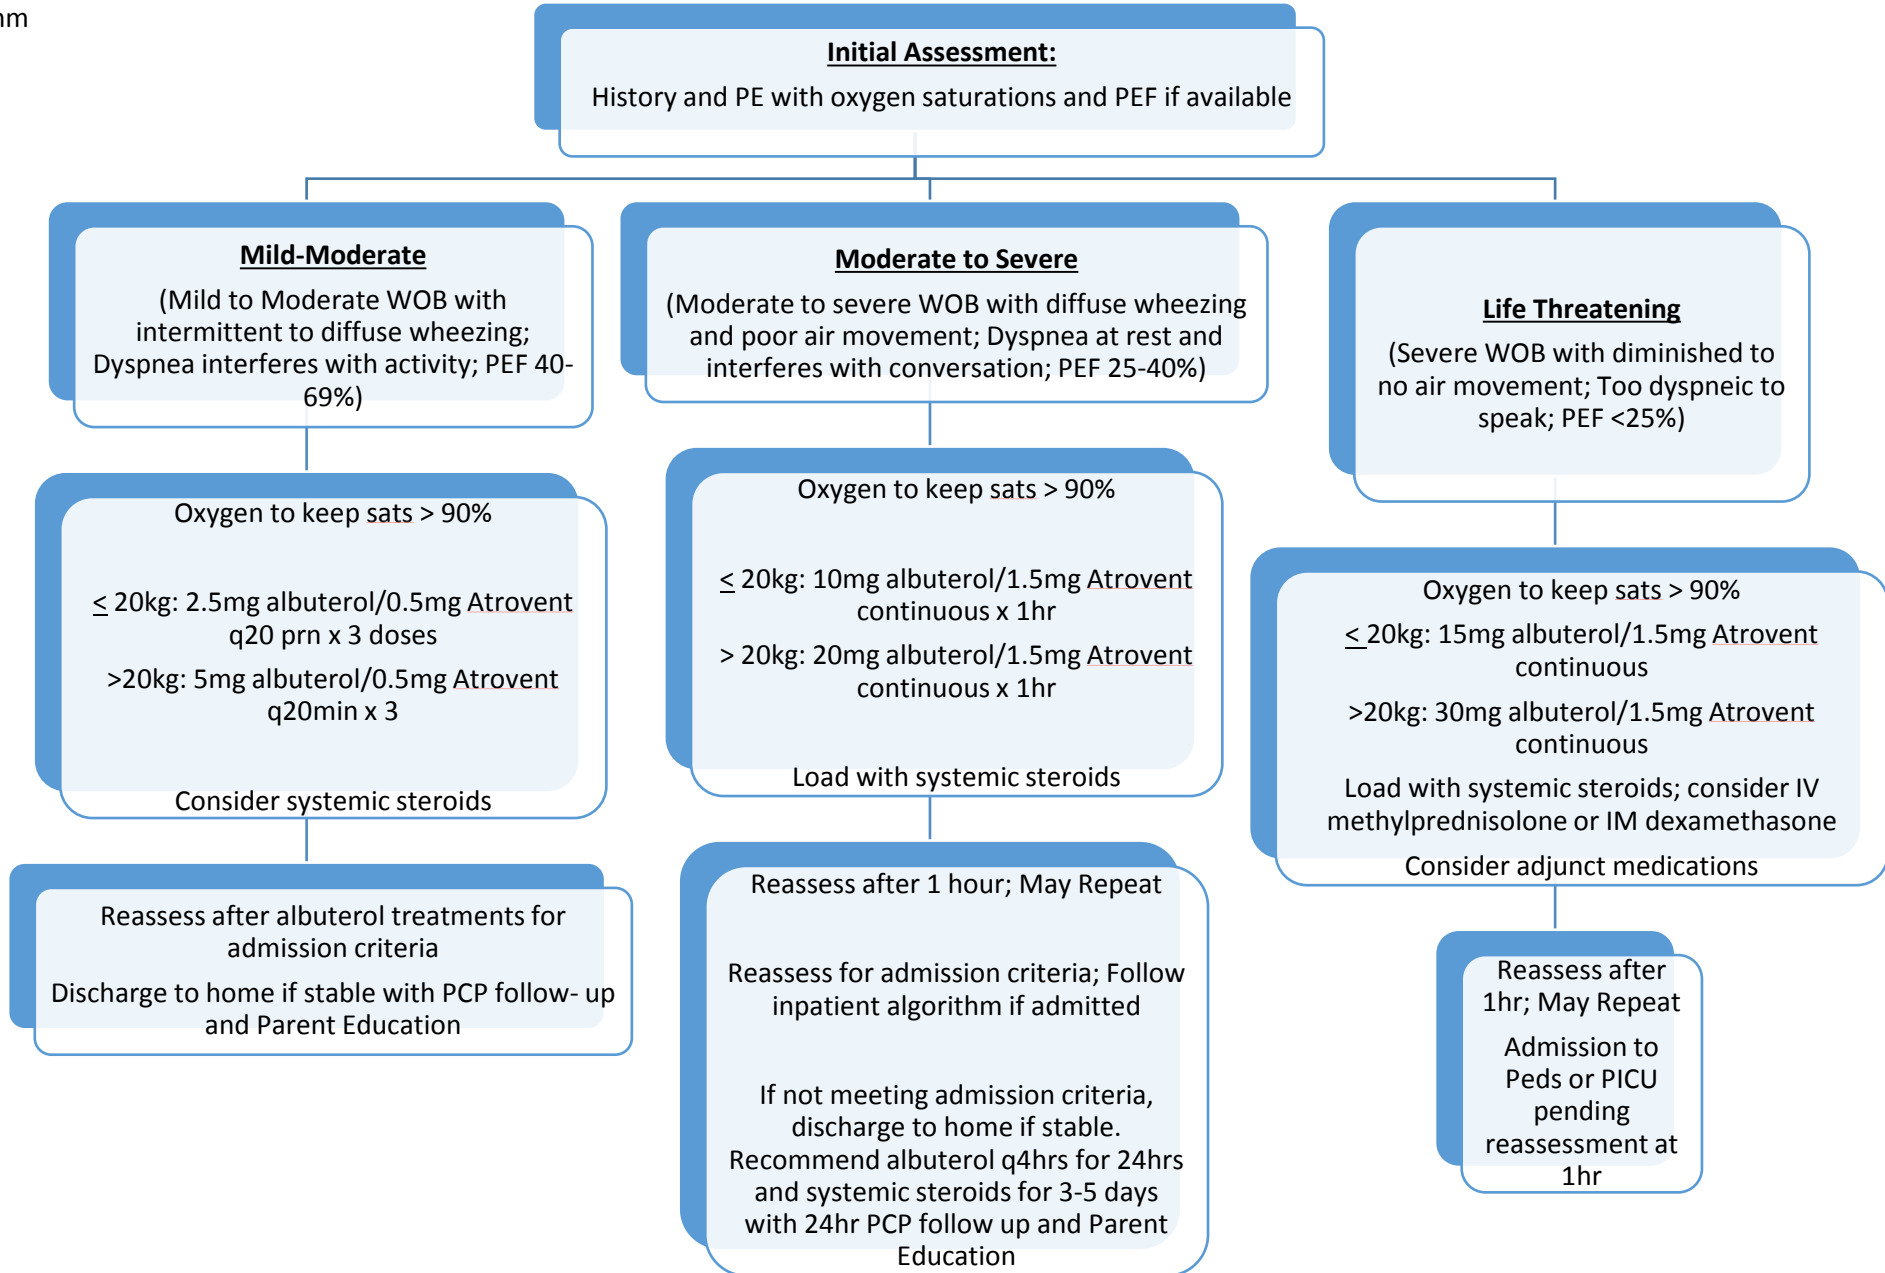 hm
Initial Assessment:
History and PE with oxygen saturations and PEF if available
Mild-Moderate
(Mild to Moderate WOB with
intermittent to diffuse wheezing;
Dyspnea interferes with activity; PEF 40-
69%)
Moderate to Severe
(Moderate to severe WOB with diffuse wheezing
and poor air movement; Dyspnea at rest and
interferes with conversation; PEF 25-40%)
Life Threatening
(Severe WOB with diminished to
no air movement; Too dyspneic to
speak; PEF <25%)
Oxygen to keep sats > 90%
< 20kg: 2.5mg albuterol/0.5mg Atrovent
q20 prn x 3 doses
>20kg: 5mg albuterol/0.5mg Atrovent
q20min x 3
Consider systemic steroids
Oxygen to keep sats > 90%
< 20kg: 10mg albuterol/1.5mg Atrovent
continuous x 1hr
> 20kg: 20mg albuterol/1.5mg Atrovent
continuous x 1hr
Load with systemic steroids
Oxygen to keep sats > 90%
< 20kg: 15mg albuterol/1.5mg Atrovent
continuous
>20kg: 30mg albuterol/1.5mg Atrovent
continuous
Load with systemic steroids; consider IV
methylprednisolone or IM dexamethasone
Consider adjunct medications
Reassess after albuterol treatments for
admission criteria
Discharge to home if stable with PCP follow- up
and Parent Education
Reassess after 1 hour; May Repeat
Reassess for admission criteria; Follow
inpatient algorithm if admitted
If not meeting admission criteria,
discharge to home if stable.
Recommend albuterol q4hrs for 24hrs
and systemic steroids for 3-5 days
with 24hr PCP follow up and Parent
Education
Reassess after
1hr; May Repeat
Admission to
Peds or PICU
pending
reassessment at
1hr